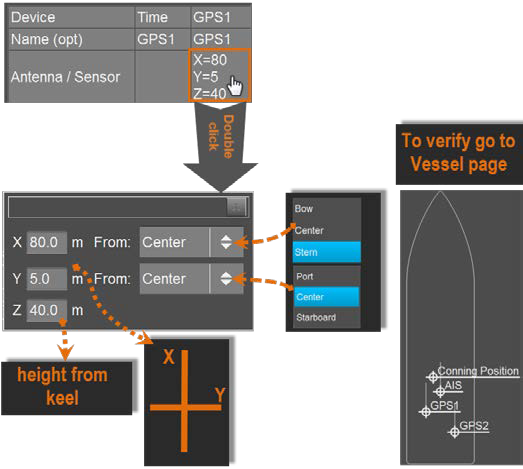 Device Time GPS1
Name (opt) GPS1 GPS1
Antenna / Sensor
X=80
Y=5
Z=40
Double
click
To verify go to
Vessel page
X 80.0 m From: Center
Y 5.0 m From: Center
Z 40.0 m
Bow
Center
Stern
Port
Center
Starboard
height from
keel
X
Y
Conning Position
AIS
GPS1
GPS2